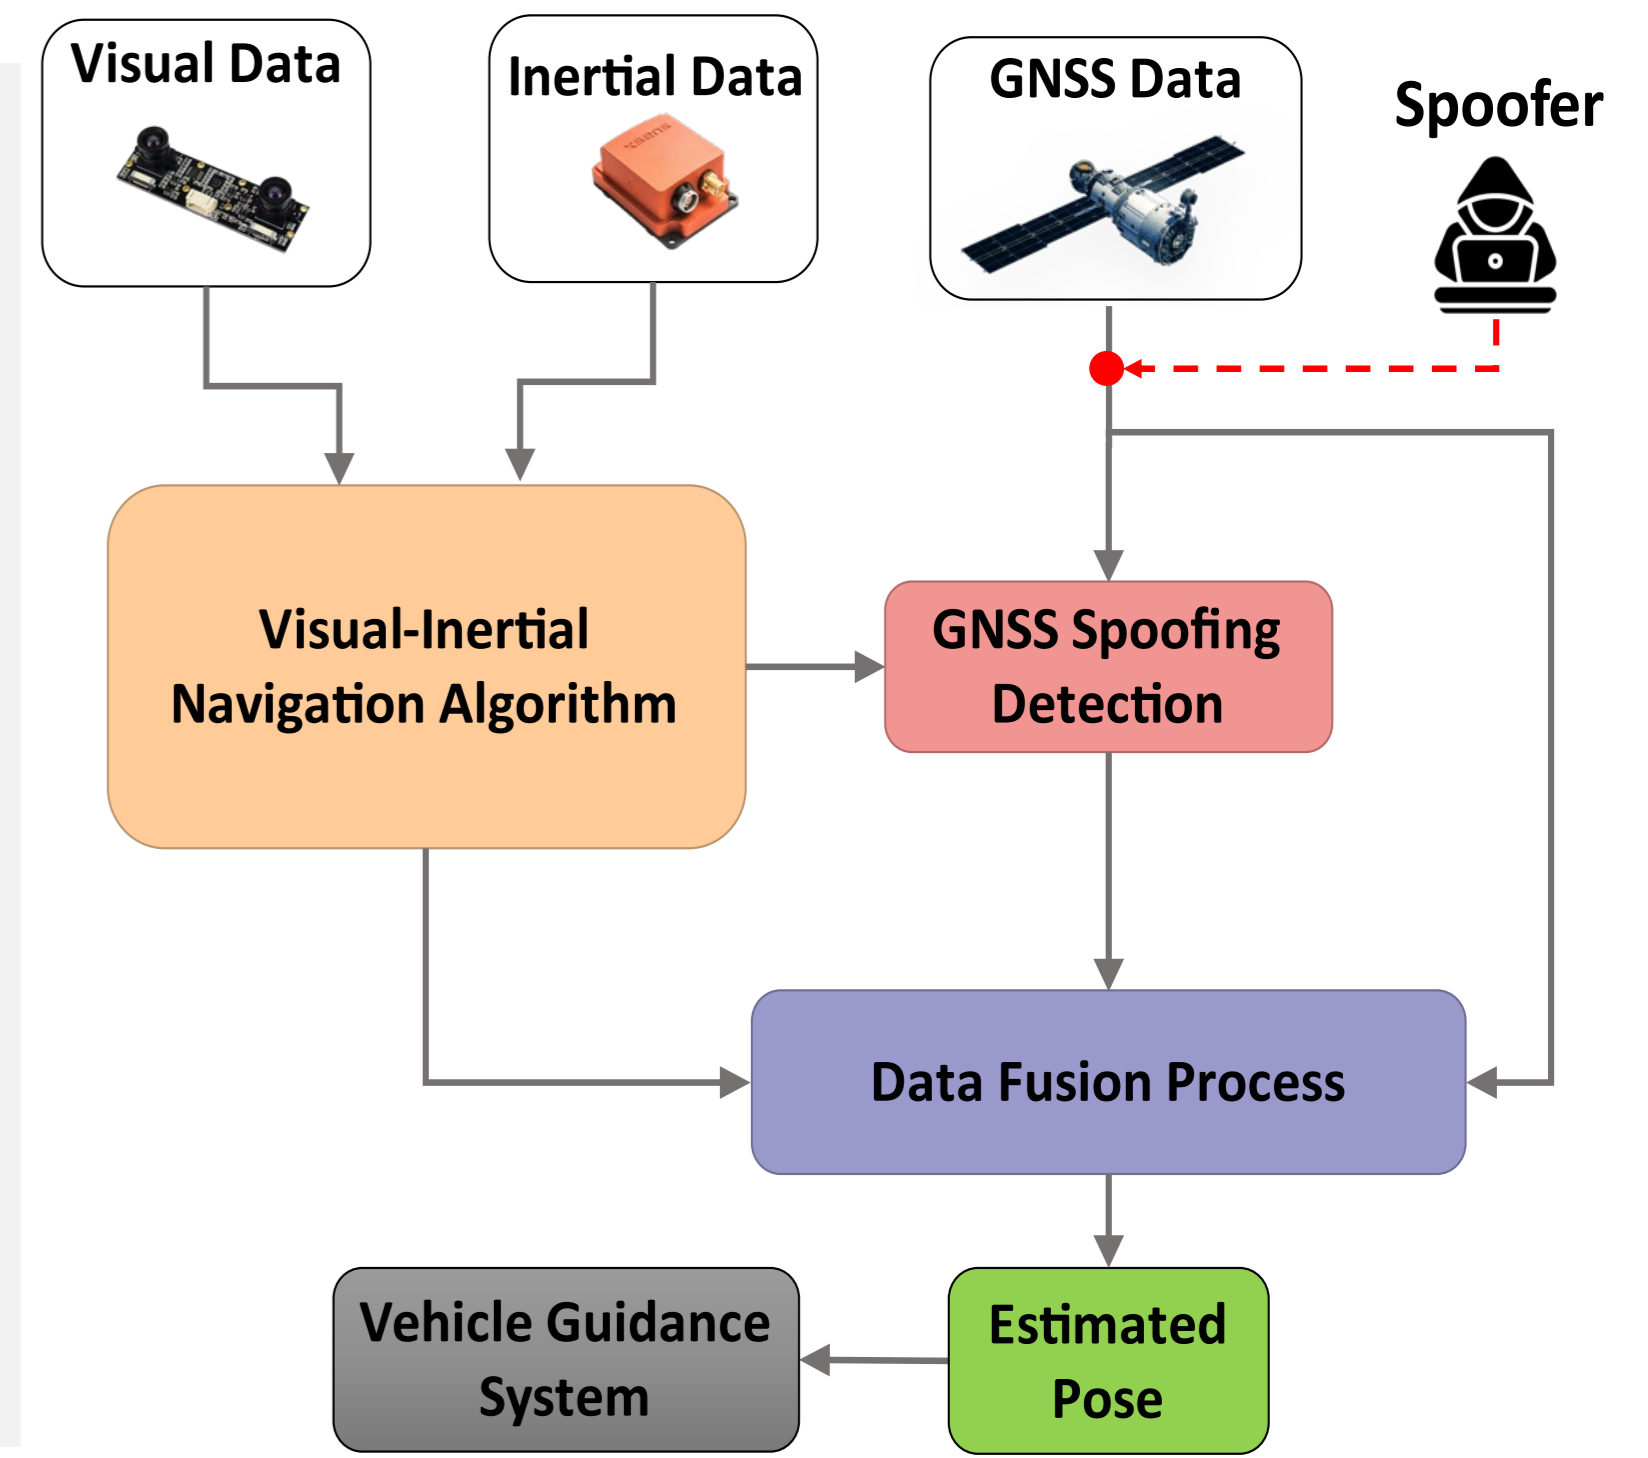 Visual Data
Inertial Data
GNSS Data
Spoofer
XSENS
Visual-Inertial
Navigation Algorithm
GNSS Spoofing
Detection
Data Fusion Process
Vehicle Guidance
System
Estimated
Pose